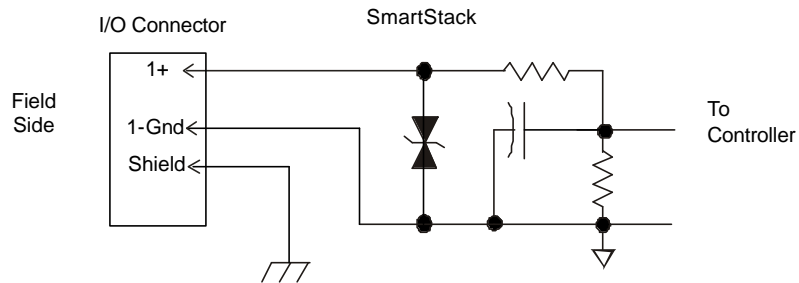 SmartStack
I/O Connector
1+
Field
Side
1-Gnd
To
Controller
Shield